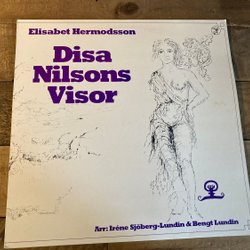 Elisabet Hermodsson
Disa
Nilsons
Visor
Arr: Iréne Sjöberg-Lundin & Bengt Lundin